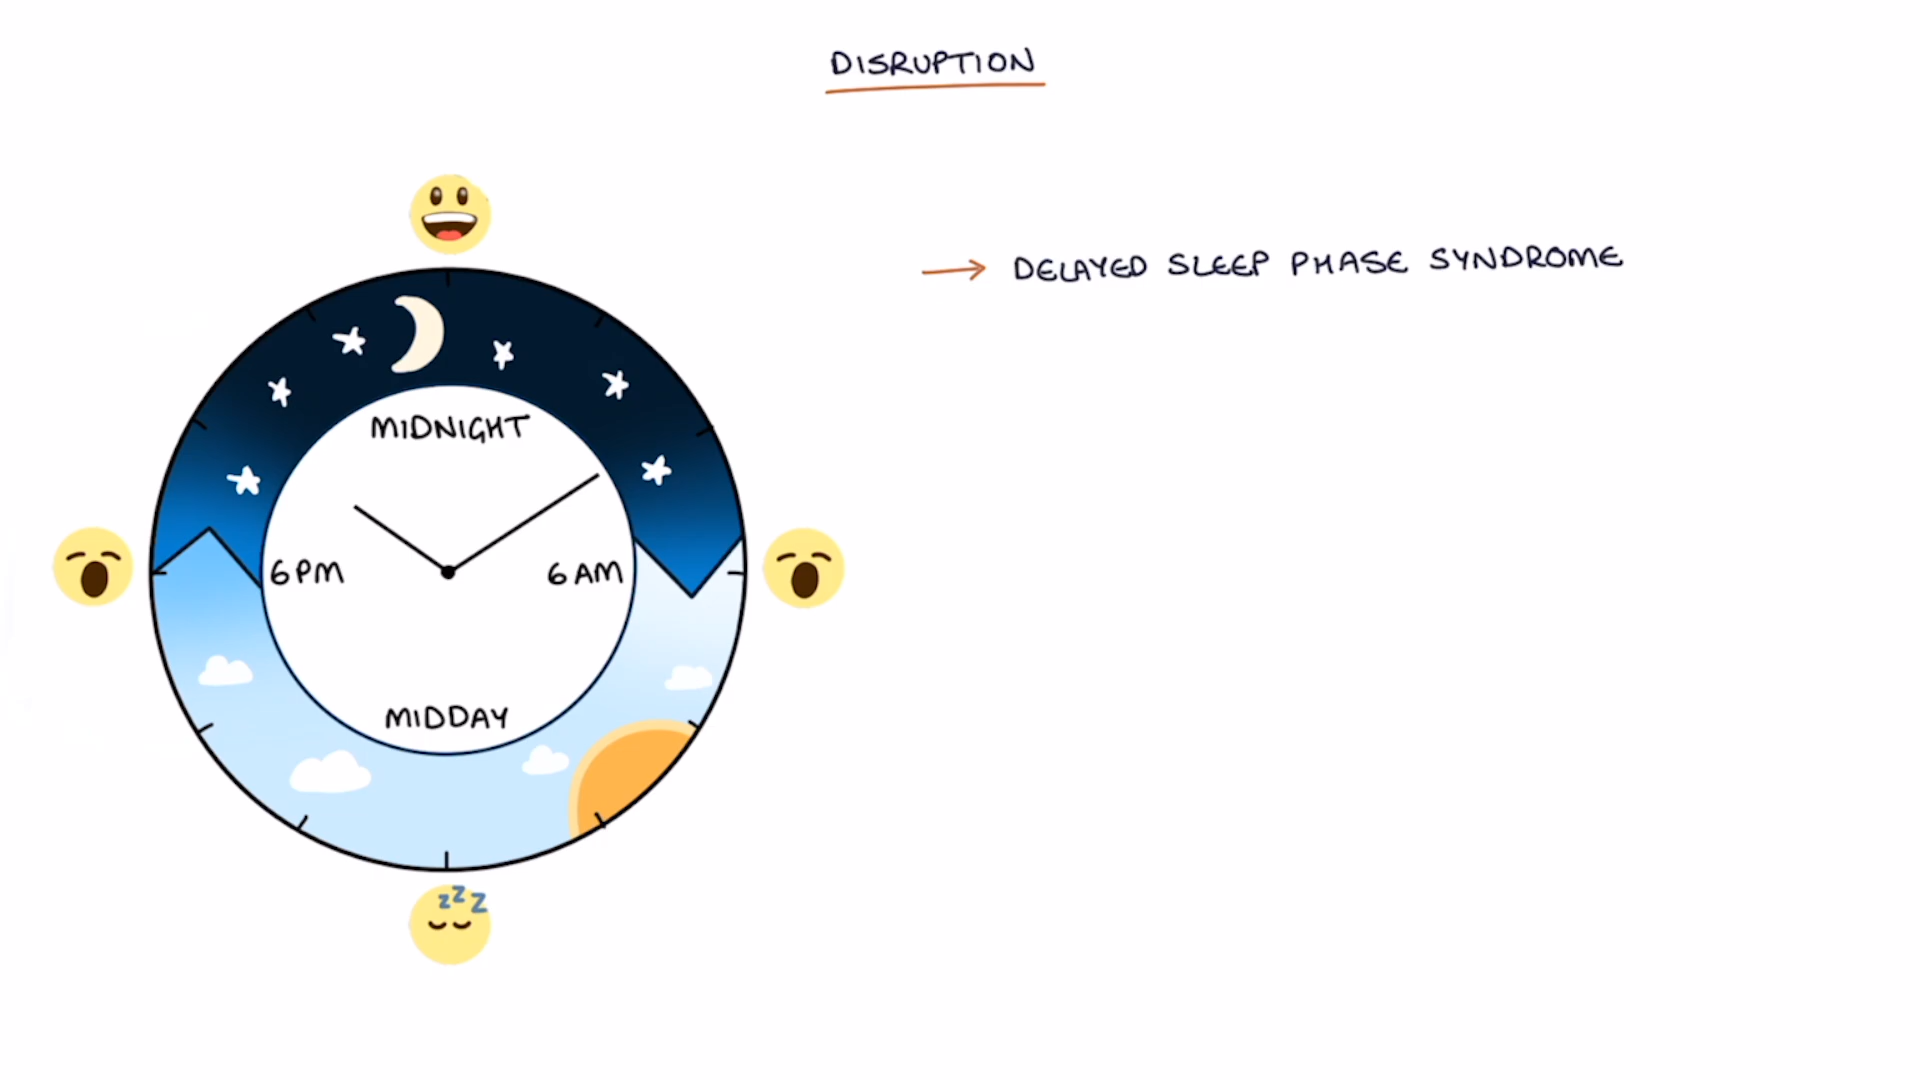 DISRUPTION
→ DELAYED SLEEP PHASE SYNDROME
MIDNIGHT
6PM
6AM
MIDDAY
z z z